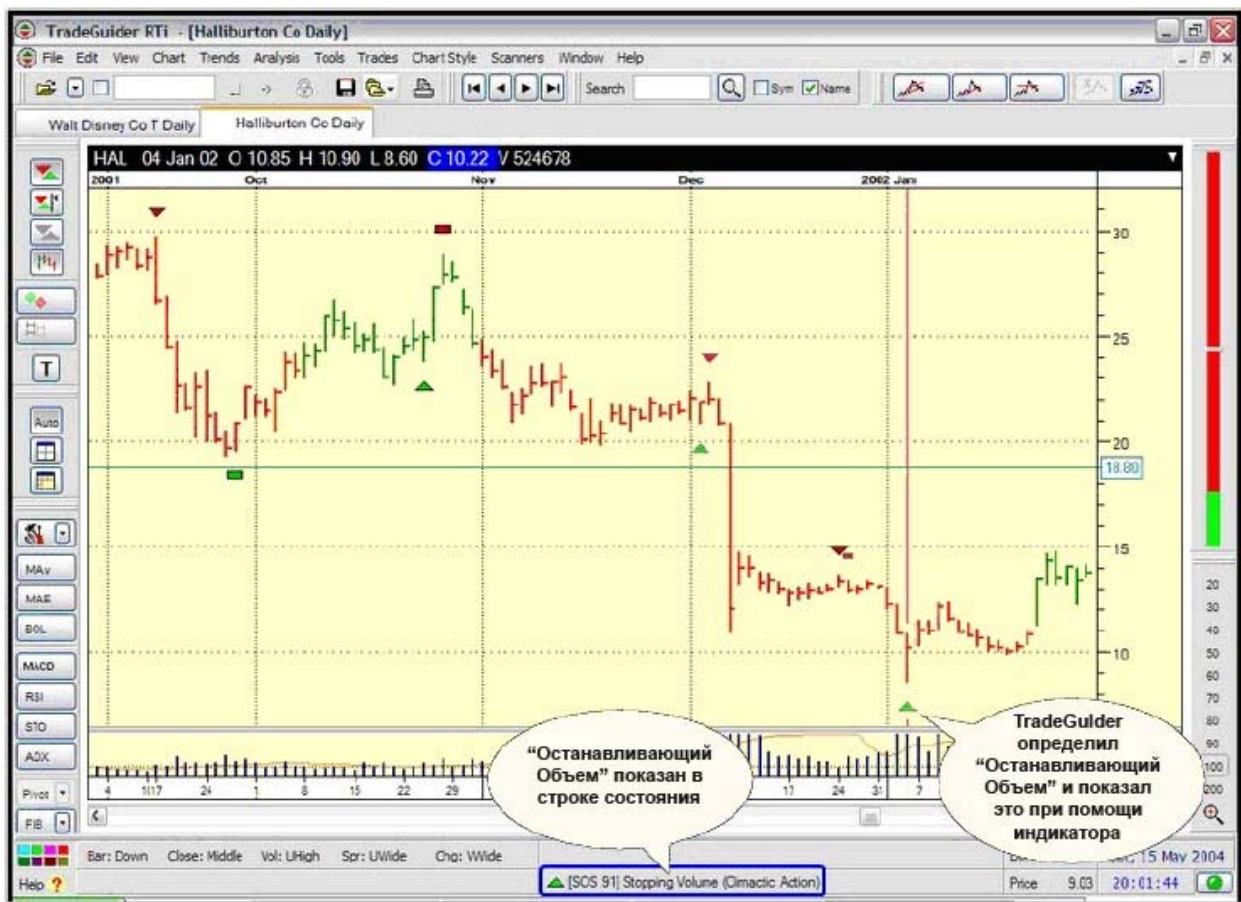 TradeGuider RTi - [Halliburton Co Daily]
File Edit View Chart Trends Analysis Tools Trades Chart Style Scanners Window Help
Search Sym Name
Walt Disney Co T Daily Halliburton Co Daily
HAL 04 Jan 02 O 10.85 H 10.90 L 8.60 C 10.22 V 524678
2001 Oct Nov Dec 2002 Jan
30
25
20
18.80
15
10
T
Auto
MAv
MAE
BOL
MACD
RSI
STO
ADX
Pivot
FIB
20
30
40
50
60
70
80
90
100
200
“Останавливающий
Объем” показан в
строке состояния
TradeGuider
определил
“Останавливающий
Объем” и показал
это при помощи
индикатора
4 10 17 24 1 8 15 22 29 17 24 31 7
Bar: Down Close: Middle Vol: UHigh Spr: UWide Chg: WWide
15 May 2004
Help ?
[SOS 91] Stopping Volume (Climactic Action)
Price 9.03 20:01:44